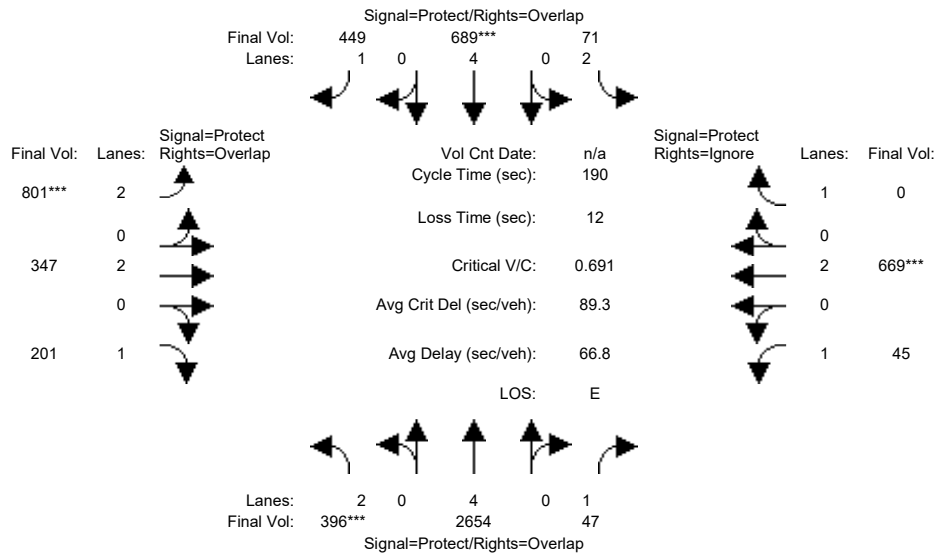 Signal=Protect/Rights=Overlap
Final Vol: 449 689*** 71
Lanes: 1 0 4 0 2
Signal=Protect
Final Vol: Lanes: Rights=Overlap
Vol Cnt Date: n/a
Cycle Time (sec): 190
Signal=Protect
Rights=Ignore Lanes: Final Vol:
801*** 2
1 0
Loss Time (sec): 12
0
0
347 2
Critical V/C: 0.691
2 669***
0
Avg Crit Del (sec/veh): 89.3
0
201 1
Avg Delay (sec/veh): 66.8
1 45
LOS: E
Lanes: 2 0 4 0 1
Final Vol: 396*** 2654 47
Signal=Protect/Rights=Overlap